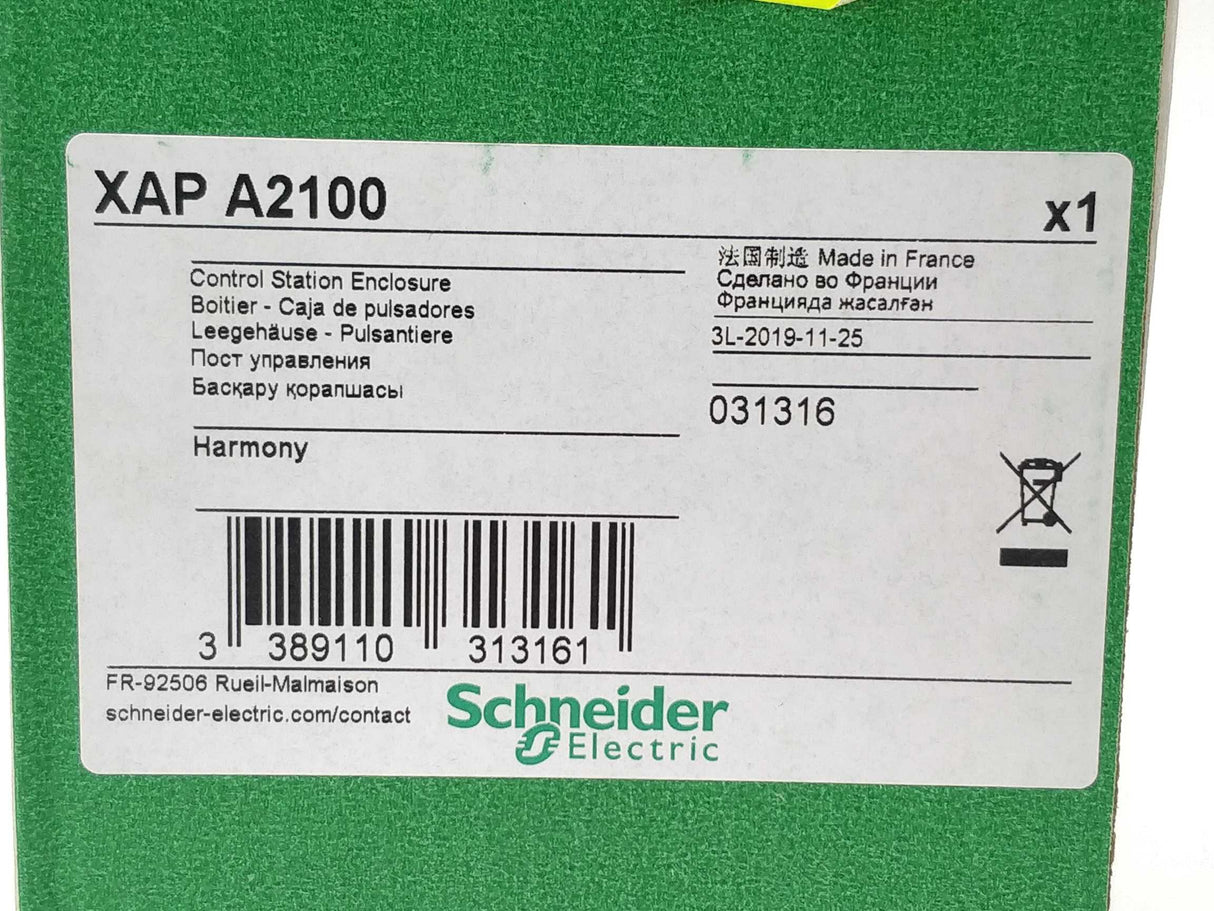 XAP A2100
x1
Control Station Enclosure
Boitier - Caja de pulsadores
Leegehäuse - Pulsantiere
Пост управления
Басқару қорапшасы
Harmony
法国制造 Made in France
Сделано во Франции
Францияда жасалған
3L-2019-11-25
031316
3 389110 313161
FR-92506 Rueil-Malmaison
schneider-electric.com/contact
Schneider
Electric